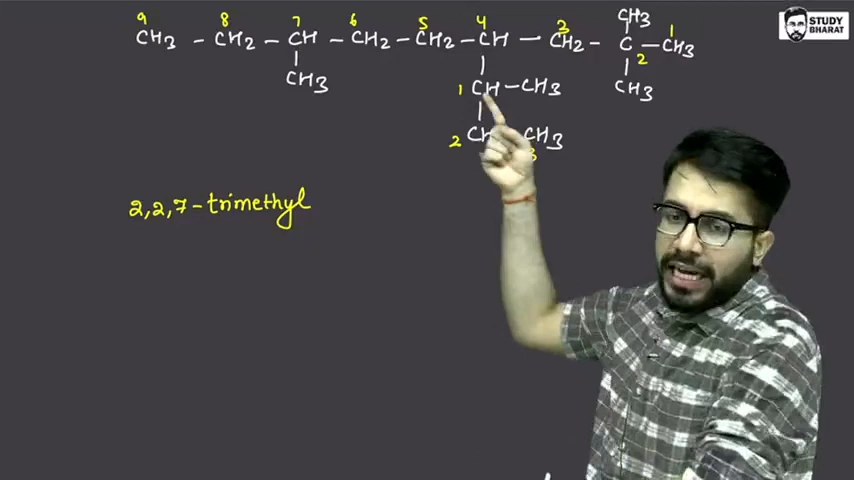 9 8 7 6 5 4 3 CH3 1
CH3 - CH2 - CH - CH2 - CH2 - CH - CH2 - C - CH3
CH3 2 CH3
1 CH - CH3
2 CH3
3
2,2,7-trimethyl
STUDY
BHARAT